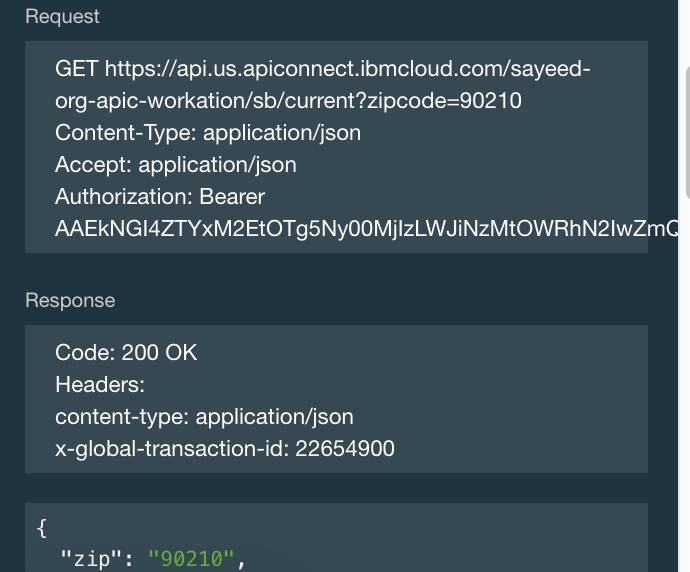 Request
GET https://api.us.apiconnect.ibmcloud.com/sayeed-
org-apic-workation/sb/current?zipcode=90210
Content-Type: application/json
Accept: application/json
Authorization: Bearer
AAEkNGI4ZTYxM2EtOTg5Ny00MjIzLWJiNzMtOWRhN2IwZmQ
Response
Code: 200 OK
Headers:
content-type: application/json
x-global-transaction-id: 22654900
{
"zip": "90210",